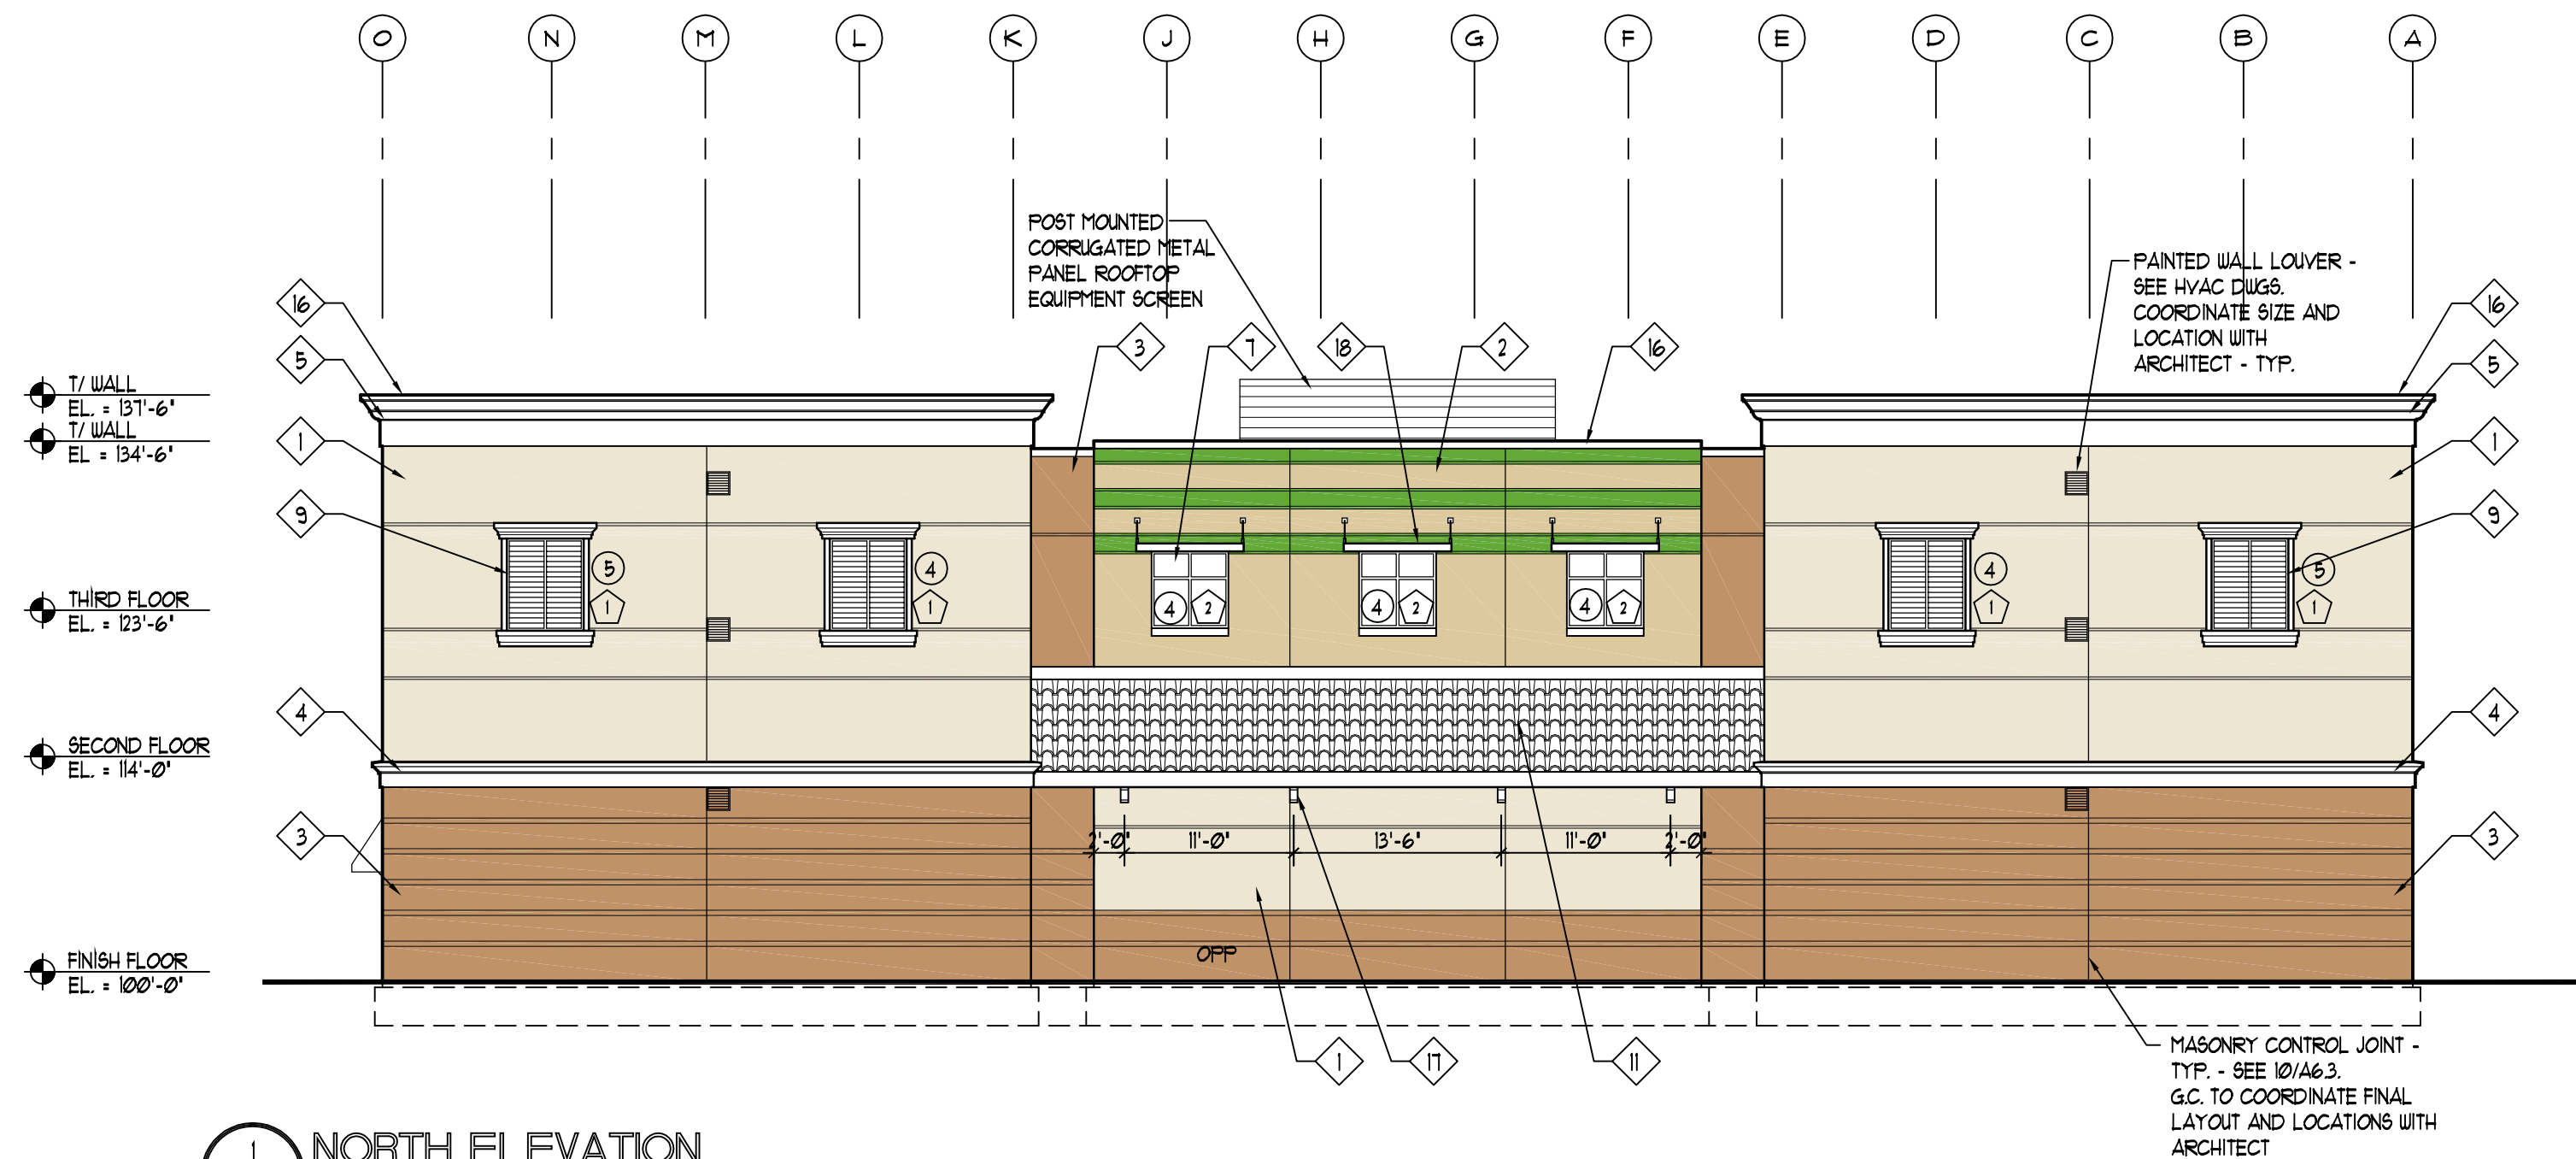 O N M L K J H G F E D C B A
POST MOUNTED
CORRUGATED METAL
PANEL ROOFTOP
EQUIPMENT SCREEN
PAINTED WALL LOUVER -
SEE HVAC DWGS.
COORDINATE SIZE AND
LOCATION WITH
ARCHITECT - TYP.
16 16
3 7 18 2 16
5 5
T/ WALL
EL. = 137'-6"
T/ WALL
EL = 134'-6"
1 1
9 9
5 4 4 5
1 1 1 1
4 2 4 2 4 2
THIRD FLOOR
EL. = 123'-6"
4 4
SECOND FLOOR
EL. = 114'-0"
3 3
2'-0" 11'-0" 13'-6" 11'-0" 2'-0"
OPP
FINISH FLOOR
EL. = 100'-0"
1 17 11
MASONRY CONTROL JOINT -
TYP. - SEE 10/A6.3.
G.C. TO COORDINATE FINAL
LAYOUT AND LOCATIONS WITH
ARCHITECT
1 NORTH ELEVATION